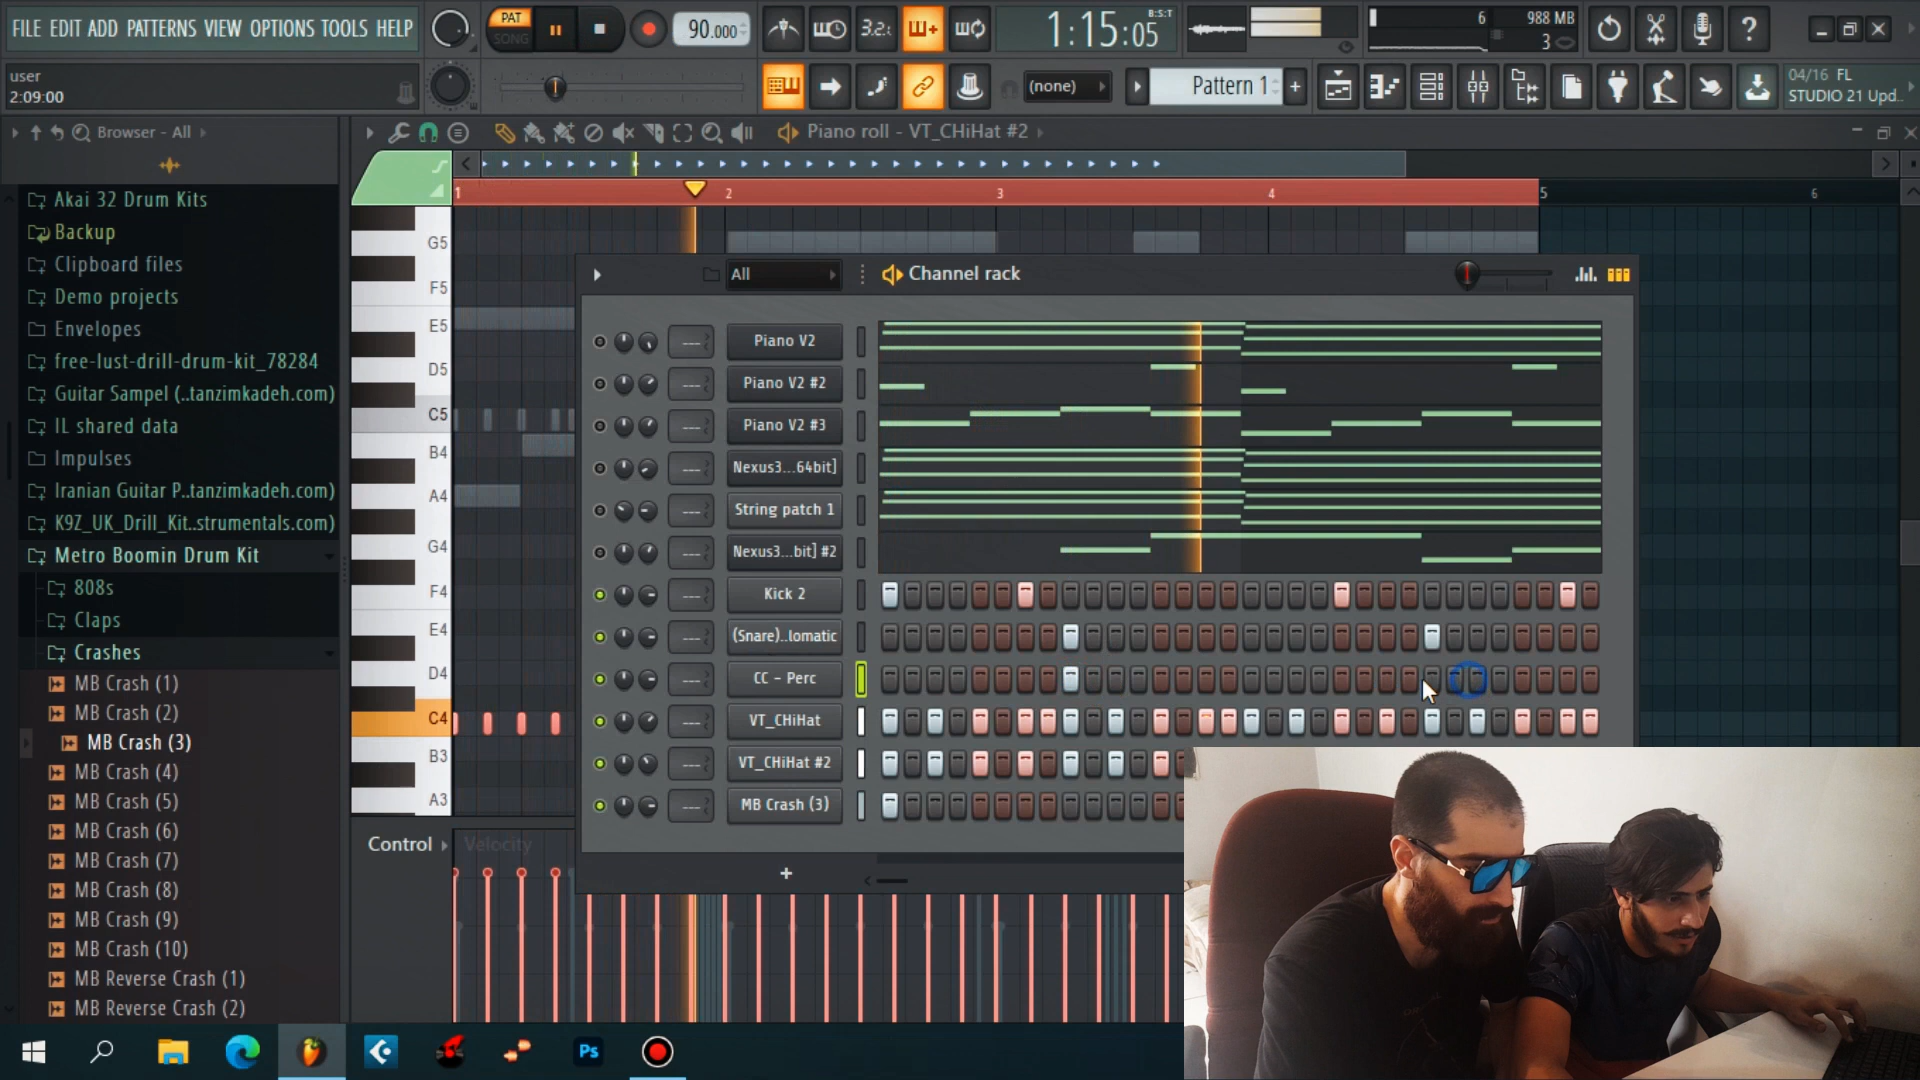 FILE EDIT ADD PATTERNS VIEW OPTIONS TOOLS HELP
PAT
SONG
90.000
3.2.
1:15:05
B:S:T
6
988 MB
3
user
2:09:00
(none)
Pattern 1
+
04/16 FL
STUDIO 21 Upd..
Browser - All
Piano roll - VT_CHiHat #2
1
2
3
4
5
6
Akai 32 Drum Kits
Backup
Clipboard files
Demo projects
Envelopes
free-lust-drill-drum-kit_78284
Guitar Sampel (..tanzimkadeh.com)
IL shared data
Impulses
Iranian Guitar P..tanzimkadeh.com)
K9Z_UK_Drill_Kit..strumentals.com)
Metro Boomin Drum Kit
808s
Claps
Crashes
MB Crash (1)
MB Crash (2)
MB Crash (3)
MB Crash (4)
MB Crash (5)
MB Crash (6)
MB Crash (7)
MB Crash (8)
MB Crash (9)
MB Crash (10)
MB Reverse Crash (1)
MB Reverse Crash (2)
G5
F5
E5
D5
C5
B4
A4
G4
F4
E4
D4
C4
B3
A3
Control
Velocity
All
Channel rack
Piano V2
Piano V2 #2
Piano V2 #3
Nexus3...64bit]
String patch 1
Nexus3...bit] #2
Kick 2
(Snare)..lomatic
CC - Perc
VT_CHiHat
VT_CHiHat #2
MB Crash (3)
+
Ps